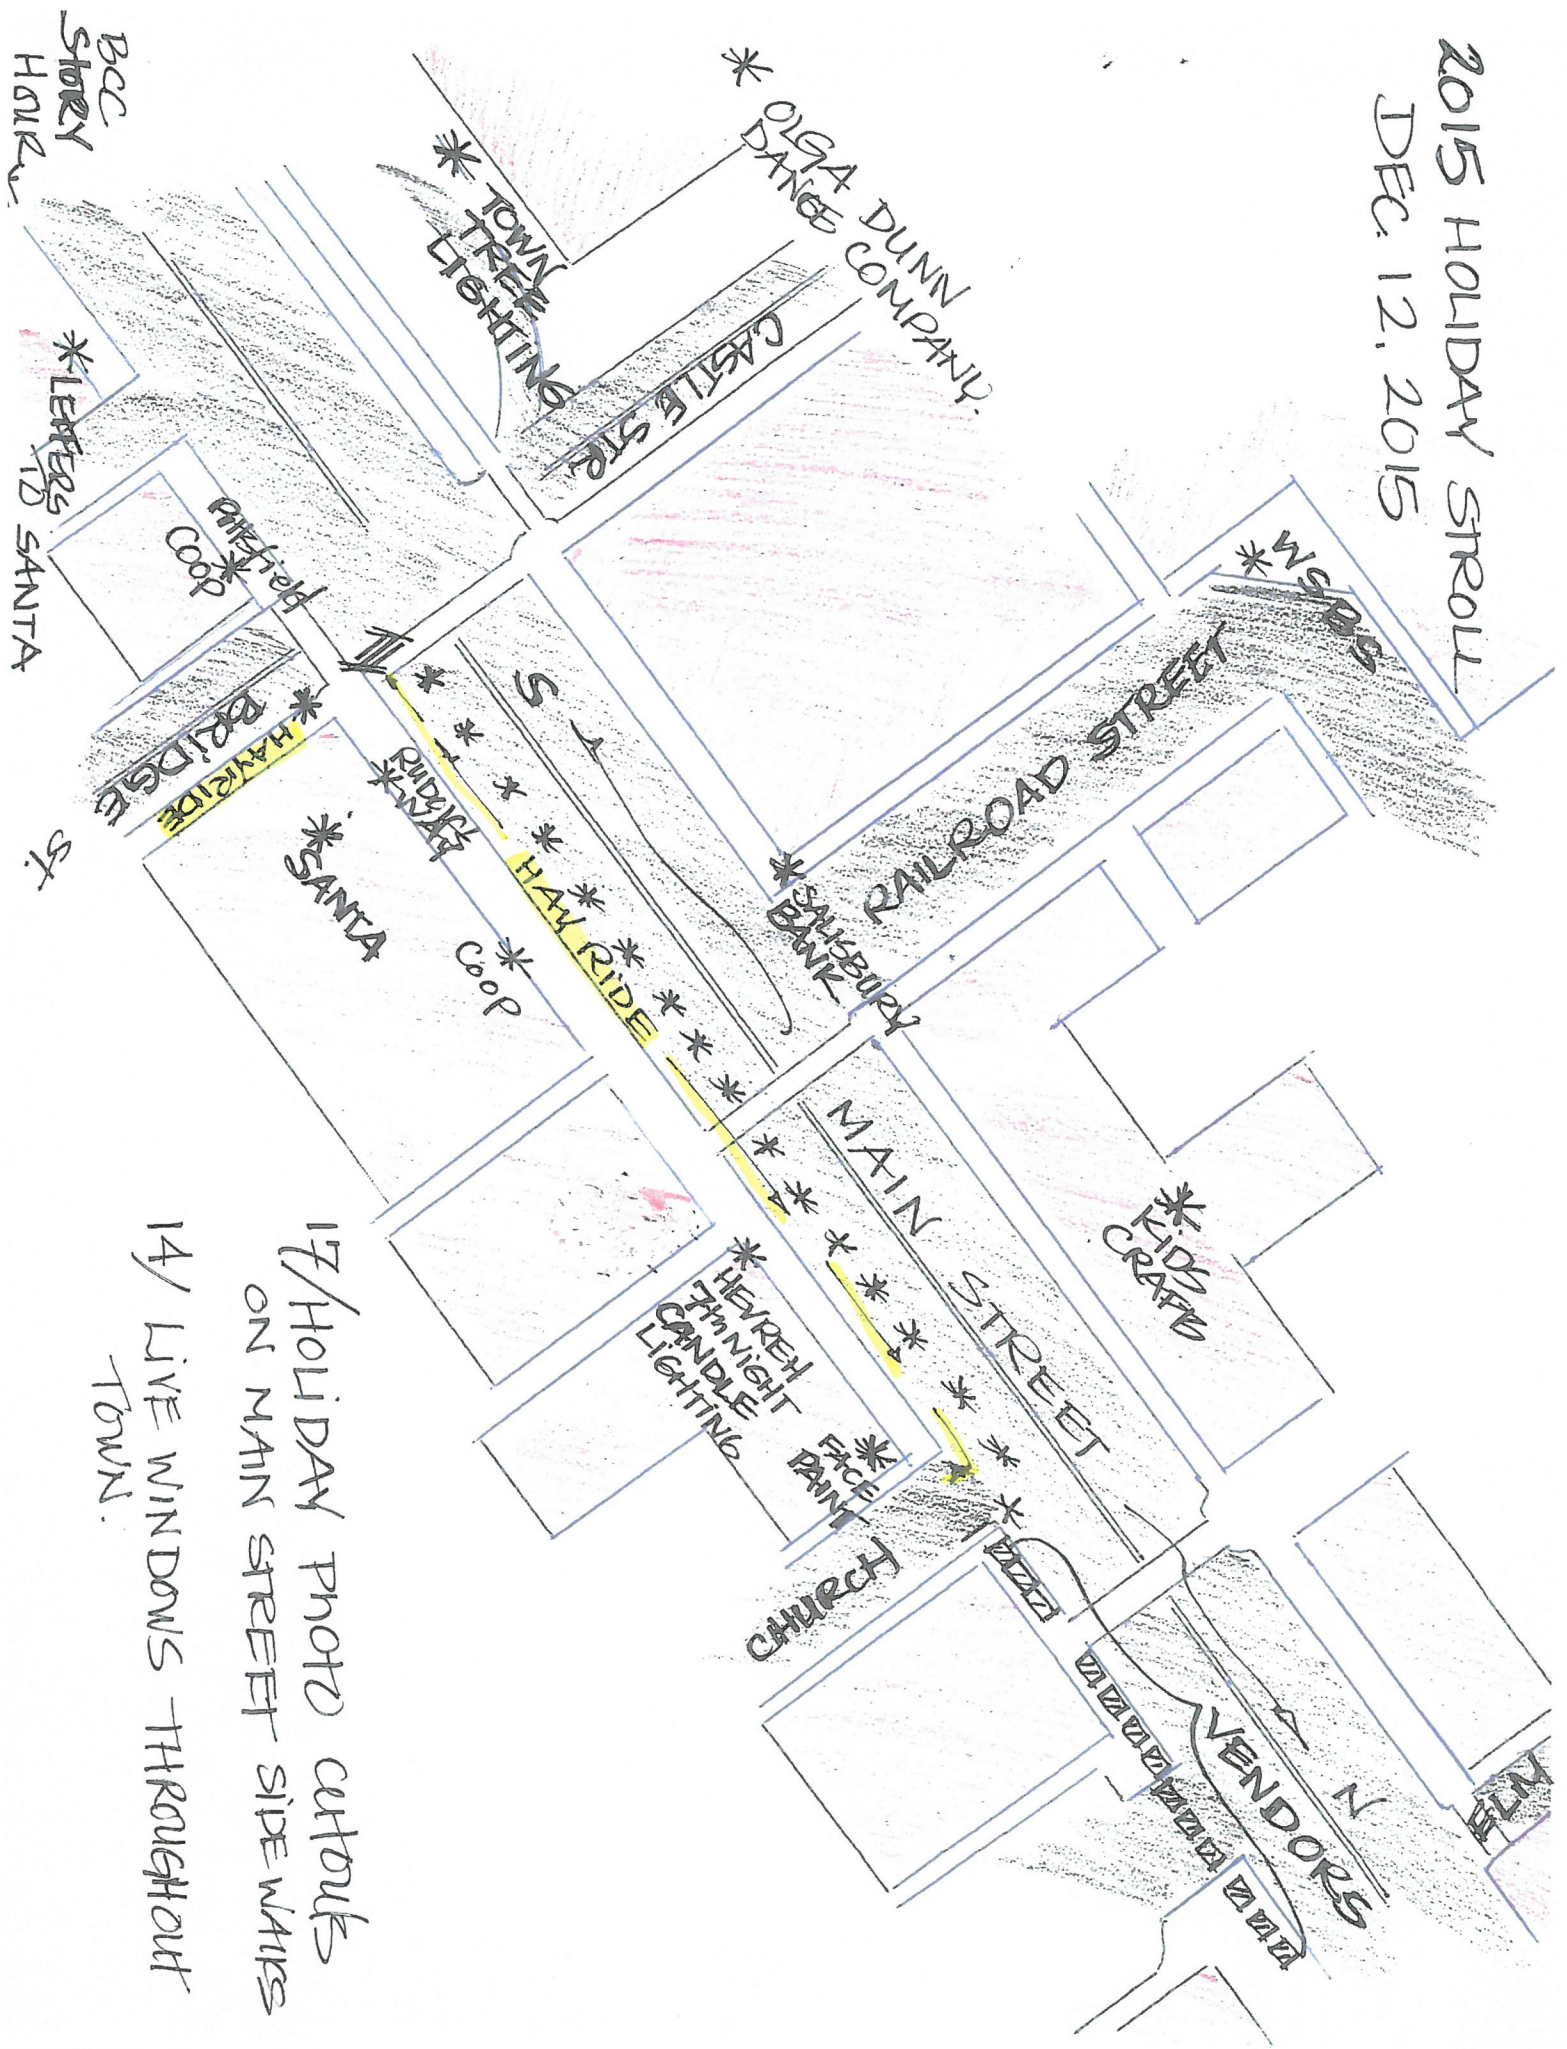 2015 HOLIDAY STROLL
DEC. 12. 2015
* OLGA DUNN
DANCE COMPANY.
* TOWN
TREE
LIGHTING
CASTLE STR
* WSBS
RAILROAD STREET
BCC
STORY
HOUR
* LETTERS
TO SANTA
Pittsfield
COOP
*
BRIDGE
St.
* HAYRIDE
S
* SANTA
COOP
*
HAY RIDE
* SALISBURY
BANK
MAIN STREET
* KIDS
CRAFTS
* HEVREH
7th NIGHT
CANDLE
LIGHTING
* FACE
PAINT
CHURCH
VENDORS
N
ELM
17/HOLIDAY PHOTO CUTOUTS
ON MAIN STREET SIDEWALKS
14/ LIVE WINDOWS THROUGHOUT
TOWN.